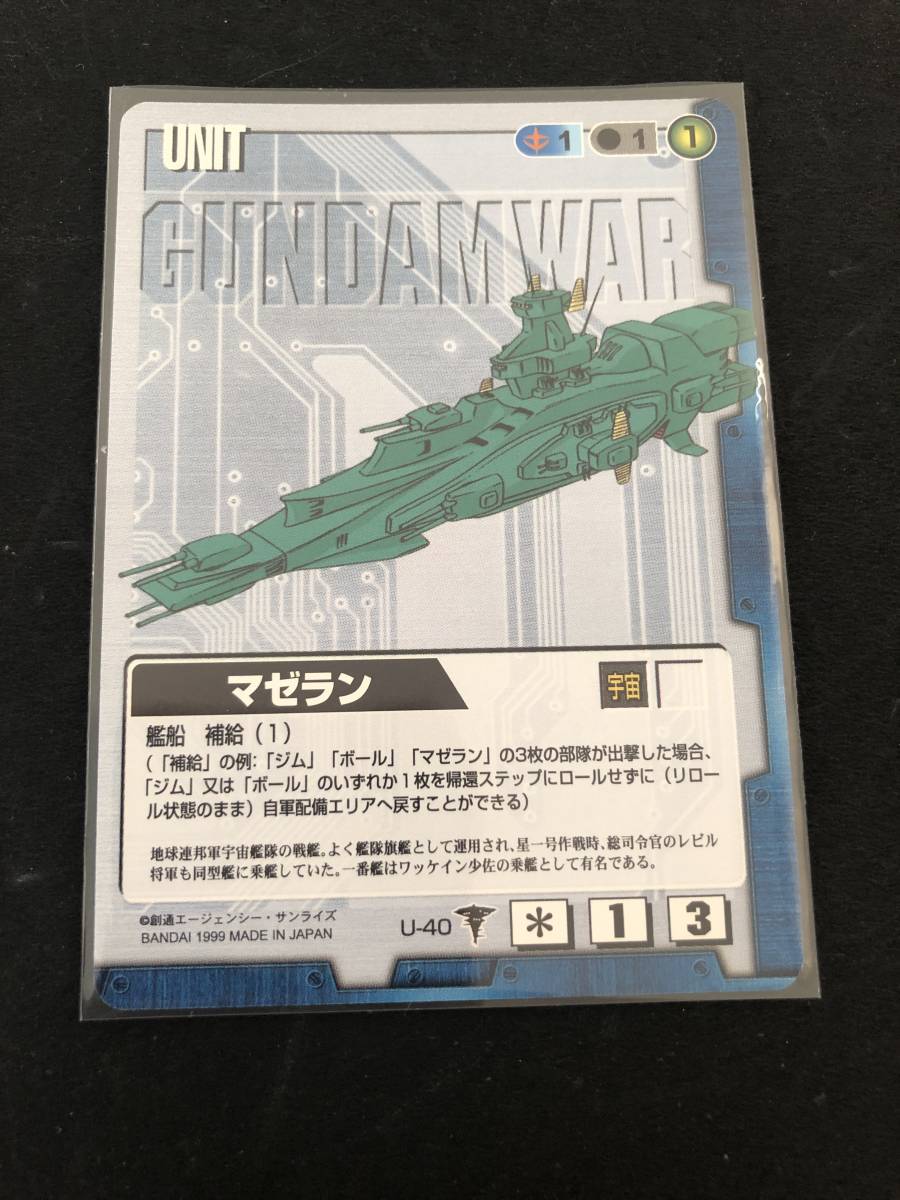 UNIT
1 1 1
GUNDAM WAR
マゼラン
宇宙
艦船 補給（1）
（「補給」の例：「ジム」「ボール」「マゼラン」の3枚の部隊が出撃した場合、
「ジム」又は「ボール」のいずれか1枚を帰還ステップにロールせずに（リロー
ル状態のまま）自軍配備エリアへ戻すことができる）
地球連邦軍宇宙艦隊の戦艦。よく艦隊旗艦として運用され、星一号作戦時、総司令官のレビル
将軍も同型艦に乗艦していた。一番艦はワッケイン少佐の乗艦として有名である。
©創通エージェンシー・サンライズ
BANDAI 1999 MADE IN JAPAN
U-40
* 1 3